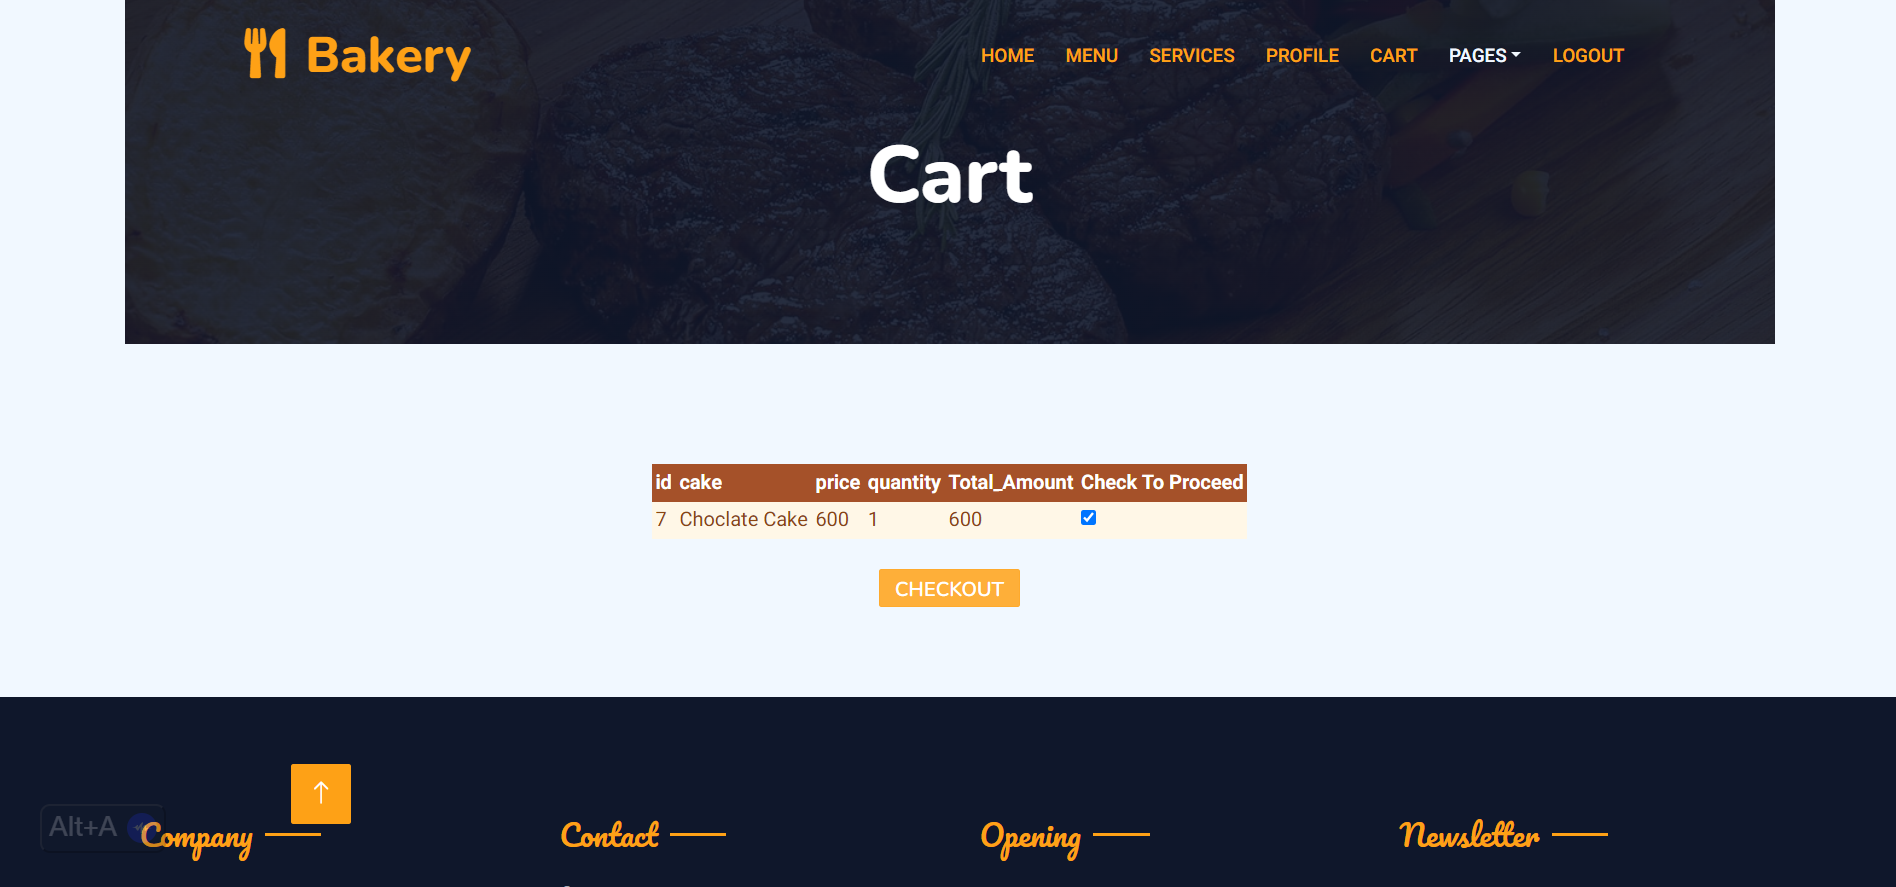 Bakery
HOME MENU SERVICES PROFILE CART PAGES LOGOUT
Cart
id cake price quantity Total_Amount Check To Proceed
7 Choclate Cake 600 1 600
CHECKOUT
Alt+A
Company
Contact
Opening
Newsletter